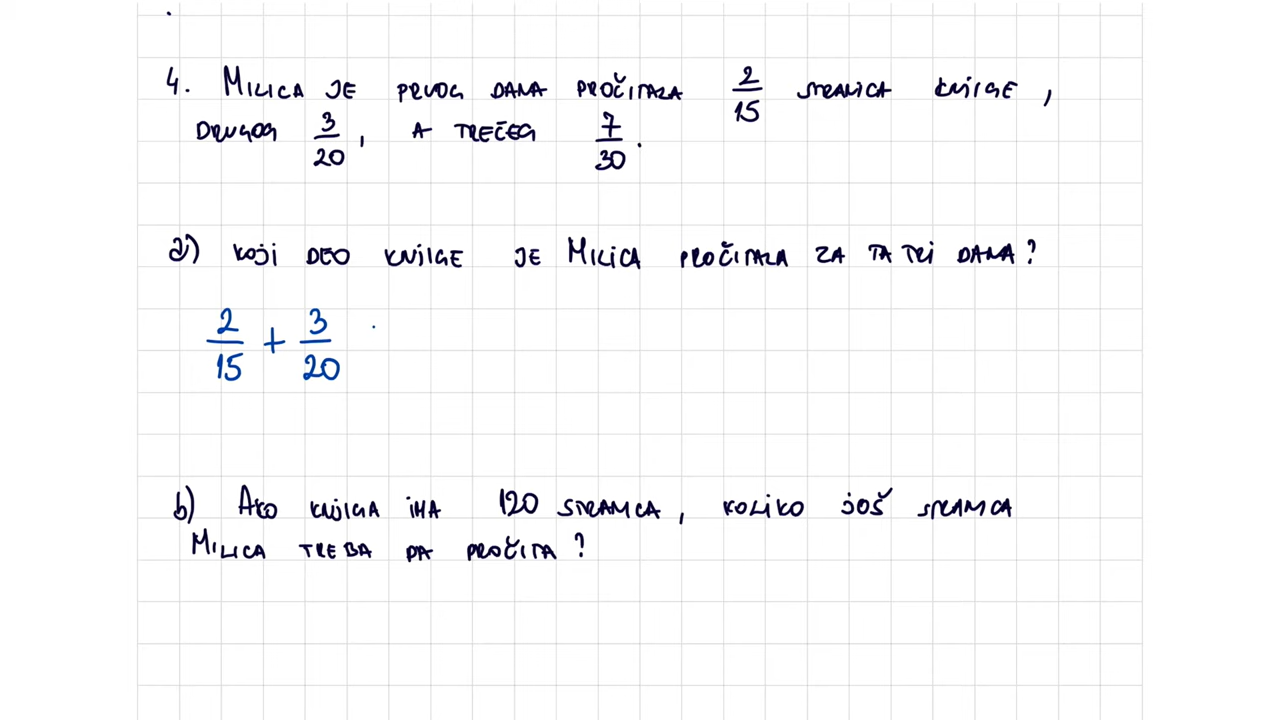 4. MILICA JE PRVOG DANA PROČITALA 2/15 STRANICA KNJIGE,
DRUGOG 3/20, A TREĆEG 7/30.
a) KOJI DEO KNJIGE JE MILICA PROČITALA ZA TA TRI DANA?
2/15 + 3/20
b) AKO KNJIGA IMA 120 STRANICA, KOLIKO JOŠ STRANICA
MILICA TREBA DA PROČITA?